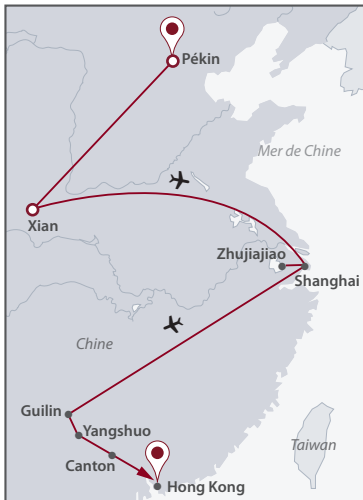 Pékin
Mer de Chine
Xian
Zhujiajiao
Shanghai
Chine
Guilin
Yangshuo
Taiwan
Canton
Hong Kong